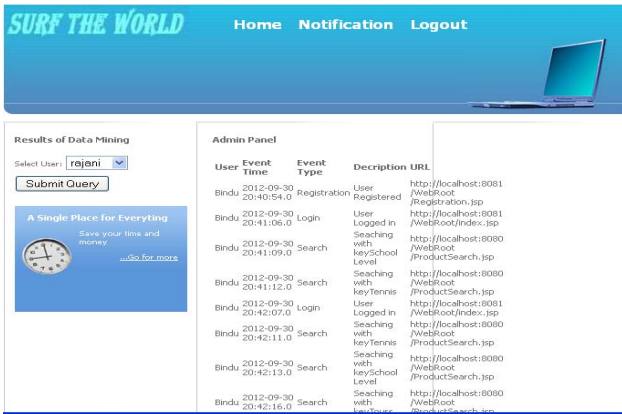 SURF THE WORLD
Home Notification Logout
Results of Data Mining
Select User: rajani
Submit Query
A Single Place for Everyting
Save your time and
money
...Go for more
Admin Panel
User Event Time Event Type Decription URL
Bindu 2012-09-30 20:40:54.0 Registration User Registered http://localhost:8081/WebRoot/Registration.jsp
Bindu 2012-09-30 20:41:06.0 Login User Logged in http://localhost:8081/WebRoot/index.jsp
Bindu 2012-09-30 20:41:09.0 Search Seaching with keySchool Level http://localhost:8080/WebRoot/ProductSearch.jsp
Bindu 2012-09-30 20:41:12.0 Search Seaching with keyTennis http://localhost:8080/WebRoot/ProductSearch.jsp
Bindu 2012-09-30 20:42:07.0 Login User Logged in http://localhost:8081/WebRoot/index.jsp
Bindu 2012-09-30 20:42:11.0 Search Seaching with keyTennis http://localhost:8080/WebRoot/ProductSearch.jsp
Bindu 2012-09-30 20:42:13.0 Search Seaching with keySchool Level http://localhost:8080/WebRoot/ProductSearch.jsp
Bindu 2012-09-30 20:42:16.0 Search Seaching with http://localhost:8080/WebRoot/ProductSearch.jsp